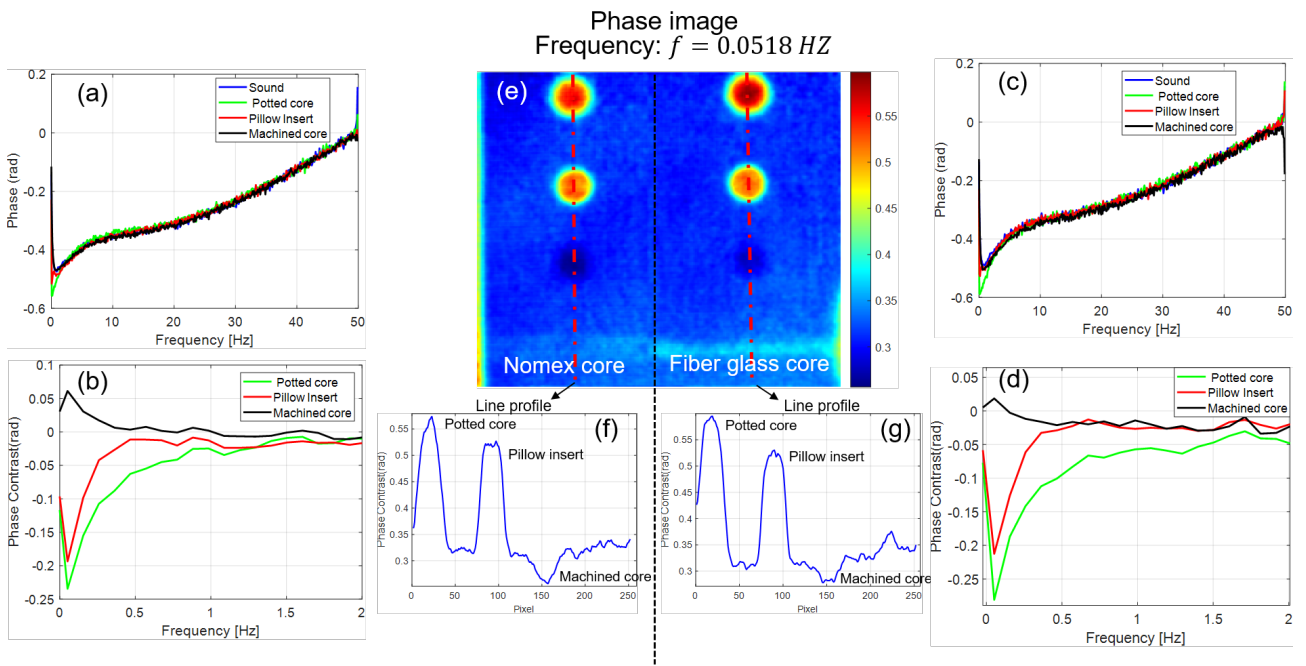 Phase image
Frequency: f = 0.0518 HZ
(a)
Sound
Potted core
Pillow Insert
Machined core
0.2
0
-0.2
-0.4
-0.6
Phase (rad)
0 10 20 30 40 50
Frequency [Hz]
(e)
0.55
0.5
0.45
0.4
0.35
0.3
Nomex core
Fiber glass core
(c)
Sound
Potted core
Pillow Insert
Machined core
0.2
0
-0.2
-0.4
-0.6
Phase (rad)
0 10 20 30 40 50
Frequency [Hz]
(b)
Potted core
Pillow Insert
Machined core
0.1
0.05
0
-0.05
-0.1
-0.15
-0.2
-0.25
Phase Contrast(rad)
0 0.5 1 1.5 2
Frequency [Hz]
Line profile
(f)
Potted core
Pillow insert
Machined core
0.55
0.5
0.45
0.4
0.35
0.3
Phase Contrast(rad)
0 50 100 150 200 250
Pixel
Line profile
(g)
Potted core
Pillow insert
Machined core
0.55
0.5
0.45
0.4
0.35
0.3
Phase Contrast(rad)
0 50 100 150 200 250
Pixel
(d)
Potted core
Pillow Insert
Machined core
0.05
0
-0.05
-0.1
-0.15
-0.2
-0.25
Phase Contrast(rad)
0 0.5 1 1.5 2
Frequency [Hz]